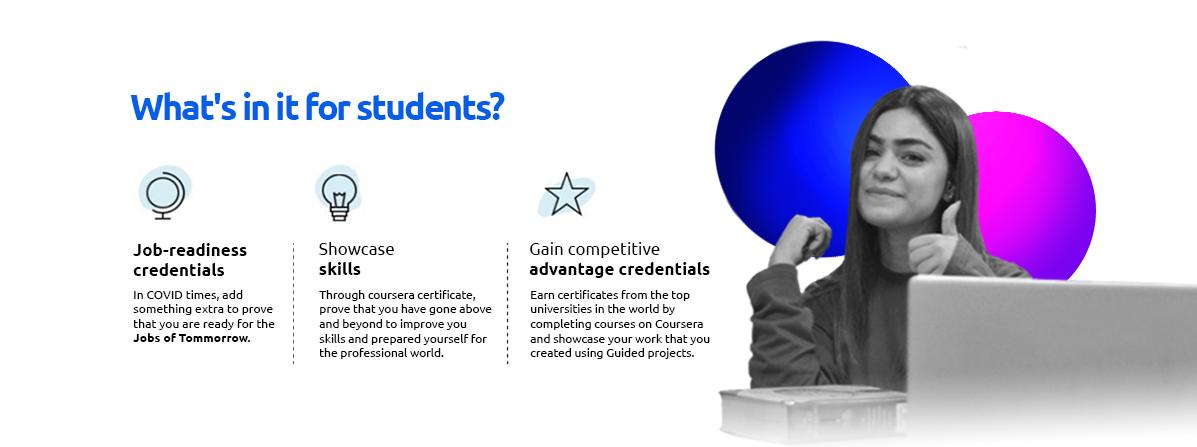 What's in it for students?
Job-readiness
credentials
In COVID times, add
something extra to prove
that you are ready for the
Jobs of Tommorrow.
Showcase
skills
Through coursera certificate,
prove that you have gone above
and beyond to improve you
skills and prepared yourself for
the professional world.
Gain competitive
advantage credentials
Earn certificates from the top
universities in the world by
completing courses on Coursera
and showcase your work that you
created using Guided projects.